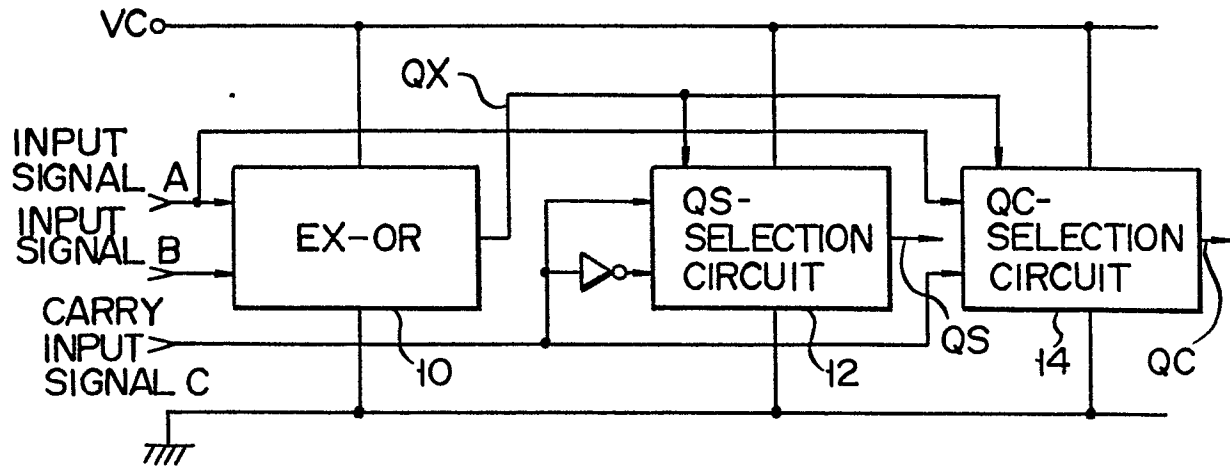 VC
QX
INPUT
SIGNAL A
INPUT
SIGNAL B
CARRY
INPUT
SIGNAL C
EX-OR
10
QS-
SELECTION
CIRCUIT
12
QS
QC-
SELECTION
CIRCUIT
14
QC